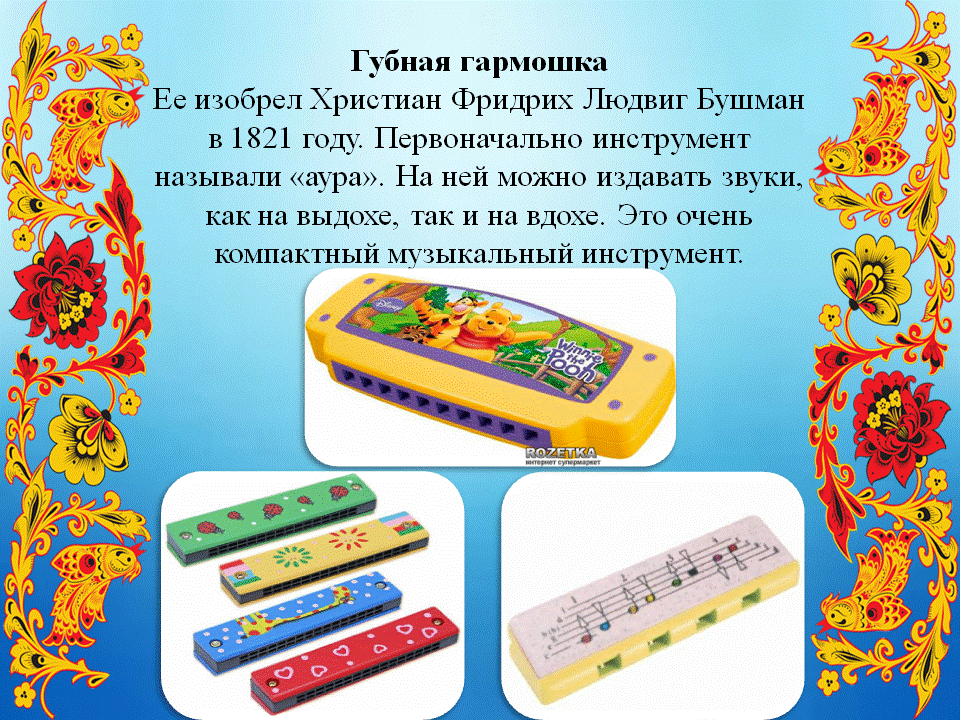 Губная гармошка
Ее изобрел Христиан Фридрих Людвиг Бушман
в 1821 году. Первоначально инструмент
называли «аура». На ней можно издавать звуки,
как на выдохе, так и на вдохе. Это очень
компактный музыкальный инструмент.
Disney
Winnie
the
Pooh
ROZETKA
интернет супермаркет